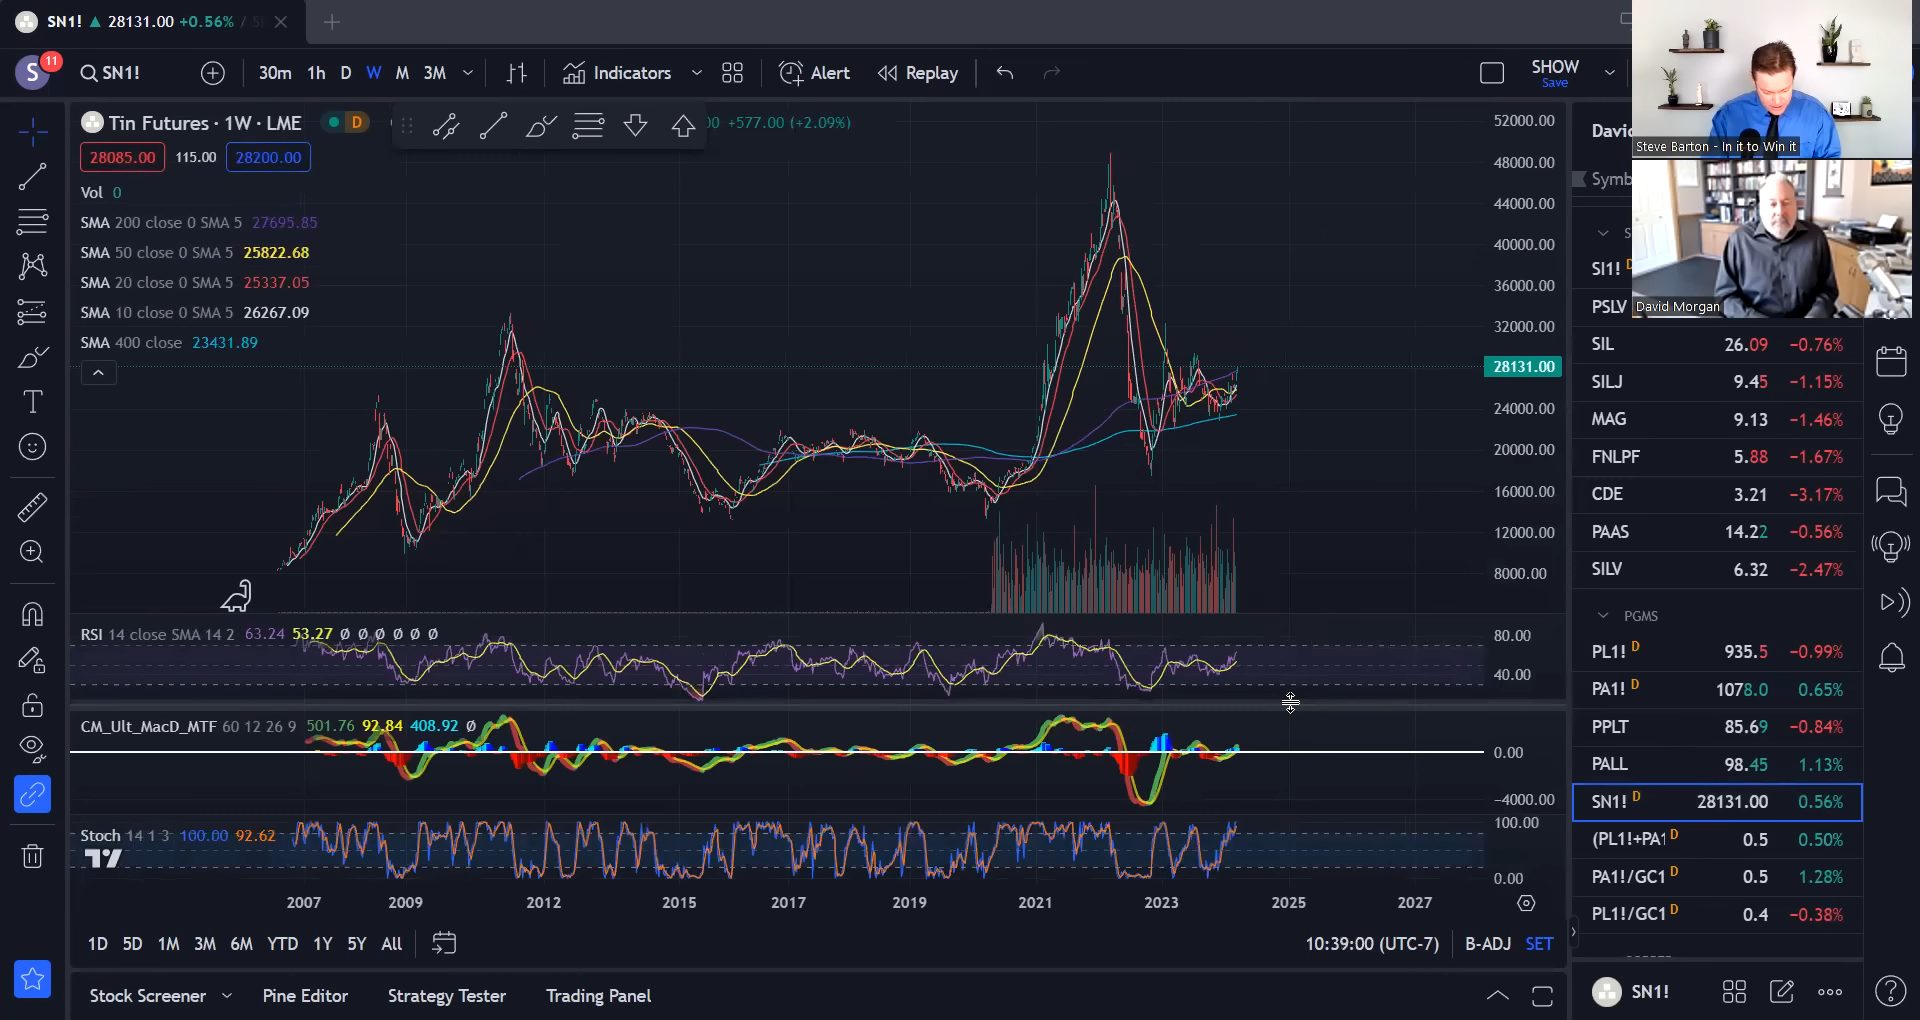 SN1! ▲ 28131.00 +0.56% /
S 11
SN1! 30m 1h D W M 3M Indicators Alert Replay SHOW
Save
Tin Futures · 1W · LME D 00 +577.00 (+2.09%)
28085.00 115.00 28200.00
Vol 0
SMA 200 close 0 SMA 5 27695.85
SMA 50 close 0 SMA 5 25822.68
SMA 20 close 0 SMA 5 25337.05
SMA 10 close 0 SMA 5 26267.09
SMA 400 close 23431.89
52000.00
48000.00
44000.00
40000.00
36000.00
32000.00
28131.00
24000.00
20000.00
16000.00
12000.00
8000.00
RSI 14 close SMA 14 2 63.24 53.27 Ø Ø Ø Ø Ø Ø
80.00
40.00
CM_Ult_MacD_MTF 60 12 26 9 501.76 92.84 408.92 Ø
0.00
−4000.00
Stoch 14 1 3 100.00 92.62
100.00
0.00
2007 2009 2012 2015 2017 2019 2021 2023 2025 2027
1D 5D 1M 3M 6M YTD 1Y 5Y All
10:39:00 (UTC-7) B-ADJ SET
Stock Screener Pine Editor Strategy Tester Trading Panel
Steve Barton - In it to Win it
David Morgan
Davi
Symb
S
SI1! D
PSLV
SIL 26.09 −0.76%
SILJ 9.45 −1.15%
MAG 9.13 −1.46%
FNLPF 5.88 −1.67%
CDE 3.21 −3.17%
PAAS 14.22 −0.56%
SILV 6.32 −2.47%
PGMS
PL1! D 935.5 −0.99%
PA1! D 1078.0 0.65%
PPLT 85.69 −0.84%
PALL 98.45 1.13%
SN1! D 28131.00 0.56%
(PL1!+PA1 D 0.5 0.50%
PA1!/GC1 D 0.5 1.28%
PL1!/GC1 D 0.4 −0.38%
SN1!